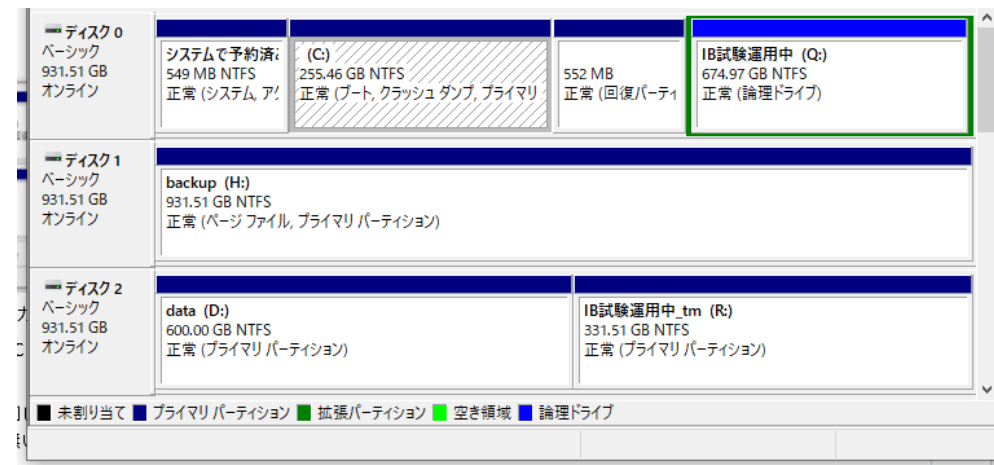 ディスク 0
ベーシック
931.51 GB
オンライン
システムで予約済
549 MB NTFS
正常 (システム, ア
(C:)
255.46 GB NTFS
正常 (ブート, クラッシュ ダンプ, プライマリ
552 MB
正常 (回復パーティ
IB試験運用中 (Q:)
674.97 GB NTFS
正常 (論理ドライブ)
ディスク 1
ベーシック
931.51 GB
オンライン
backup (H:)
931.51 GB NTFS
正常 (ページ ファイル, プライマリ パーティション)
ディスク 2
ベーシック
931.51 GB
オンライン
data (D:)
600.00 GB NTFS
正常 (プライマリ パーティション)
IB試験運用中_tm (R:)
331.51 GB NTFS
正常 (プライマリ パーティション)
未割り当て プライマリ パーティション 拡張パーティション 空き領域 論理ドライブ